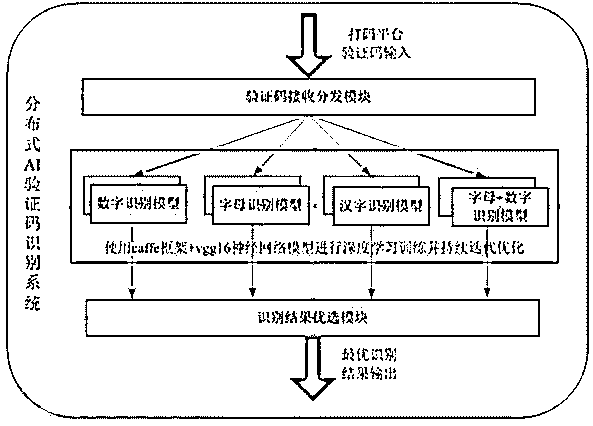 打码平台
验证码输入
验证码接收分发模块
分布式AI验证码识别系统
数字识别模型
字母识别模型
汉字识别模型
字母+数字
识别模型
使用caffe框架+vgg16神经网络模型进行深度学习训练并持续迭代优化
识别结果优选模块
最优识别
结果输出